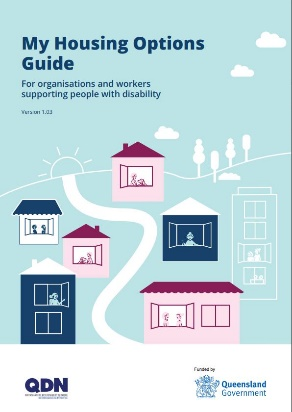 My Housing Options
Guide
For organisations and workers
supporting people with disability
Version 1.03
QDN
Funded by
Queensland
Government